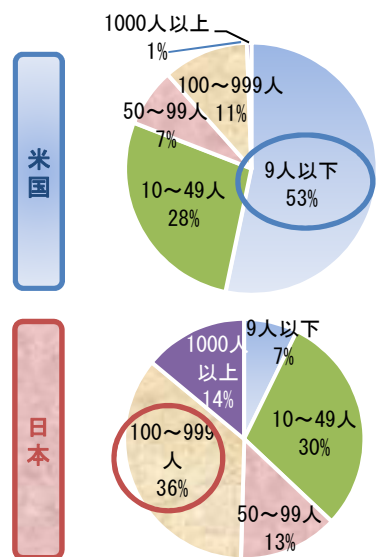 1000人以上
1%
100～999人
11%
50～99人
7%
10～49人
28%
9人以下
53%
米国
9人以下
7%
1000人
以上
14%
10～49人
30%
100～999
人
36%
50～99人
13%
日本